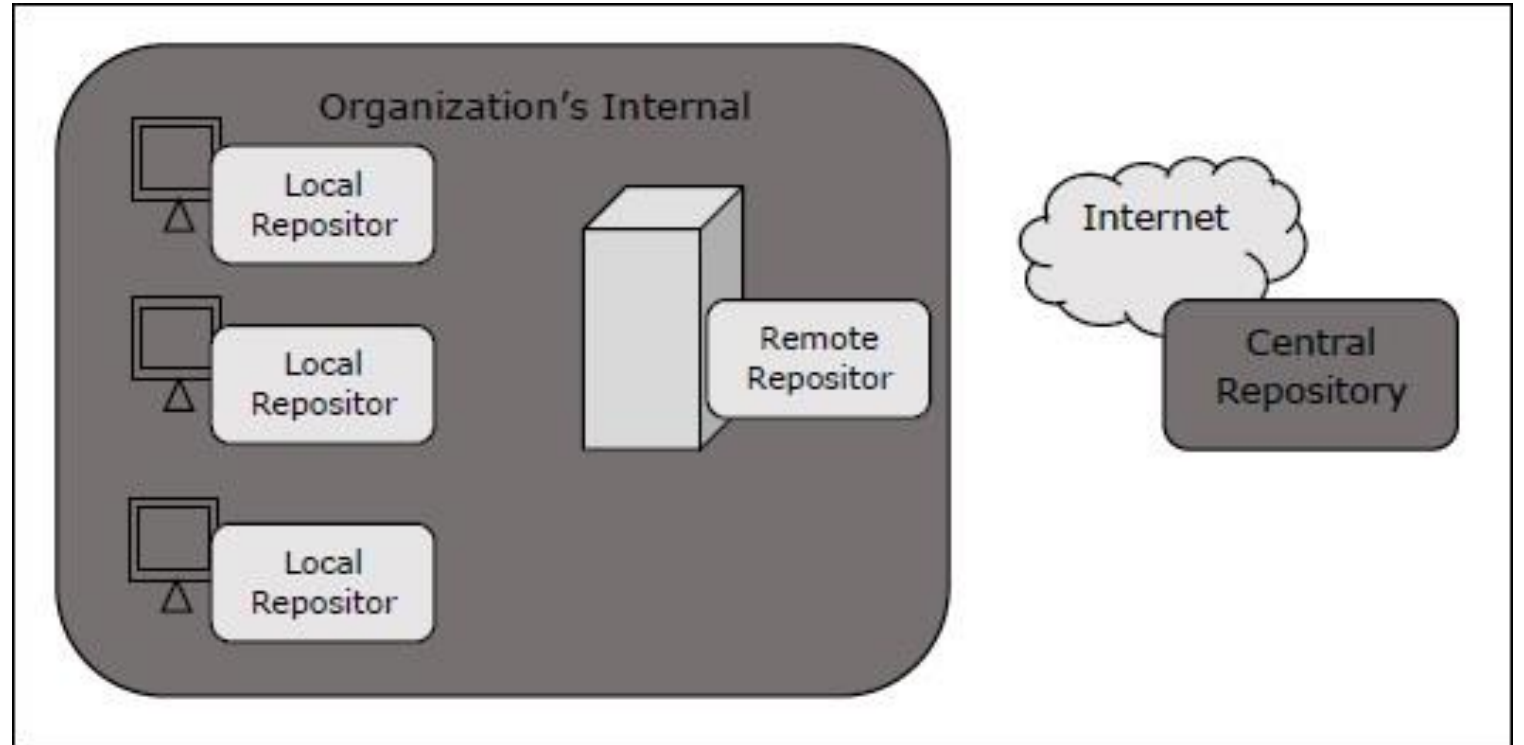 Organization's Internal
Local
Repositor
Local
Repositor
Local
Repositor
Remote
Repositor
Internet
Central
Repository